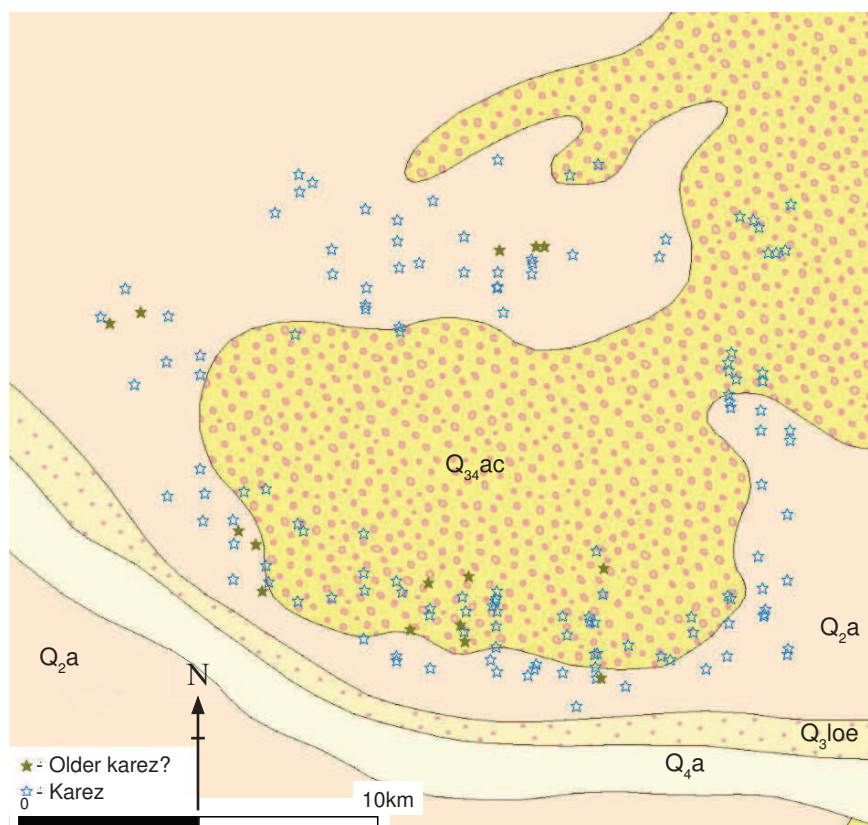 Q₃₄ac
Q₂a
Q₂a
N
Q₃loe
Q₄a
- Older karez?
- Karez
0
10km